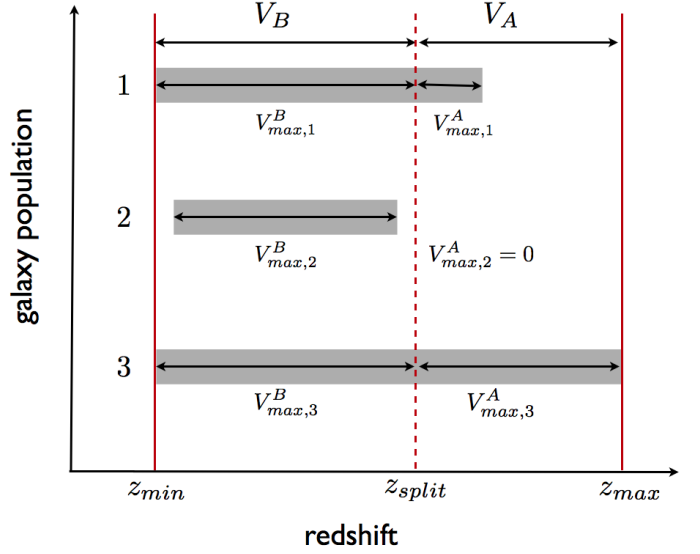 V_B V_A
1
V^B_{max,1} V^A_{max,1}
2
V^B_{max,2} V^A_{max,2} = 0
3
V^B_{max,3} V^A_{max,3}
z_{min} z_{split} z_{max}
redshift
galaxy population